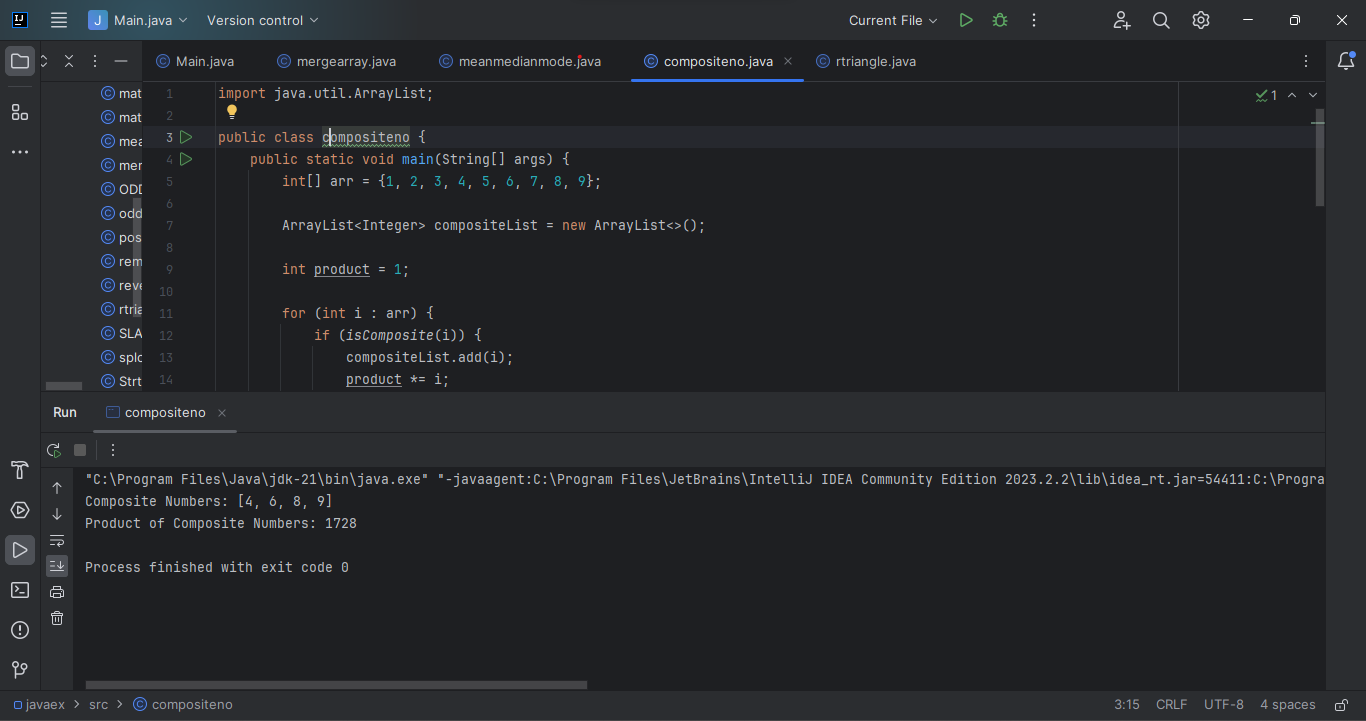 Main.java Version control Current File
Main.java mergearray.java meanmedianmode.java compositeno.java rtriangle.java
mat
mat
mea
mer
ODD
odd
pos
rem
reve
rtria
SLA
splo
Strt
1 import java.util.ArrayList;
2
3 public class compositeno {
4 public static void main(String[] args) {
5 int[] arr = {1, 2, 3, 4, 5, 6, 7, 8, 9};
6
7 ArrayList<Integer> compositeList = new ArrayList<>();
8
9 int product = 1;
10
11 for (int i : arr) {
12 if (isComposite(i)) {
13 compositeList.add(i);
14 product *= i;
1
Run compositeno
"C:\Program Files\Java\jdk-21\bin\java.exe" "-javaagent:C:\Program Files\JetBrains\IntelliJ IDEA Community Edition 2023.2.2\lib\idea_rt.jar=54411:C:\Progra
Composite Numbers: [4, 6, 8, 9]
Product of Composite Numbers: 1728
Process finished with exit code 0
javaex > src > compositeno 3:15 CRLF UTF-8 4 spaces